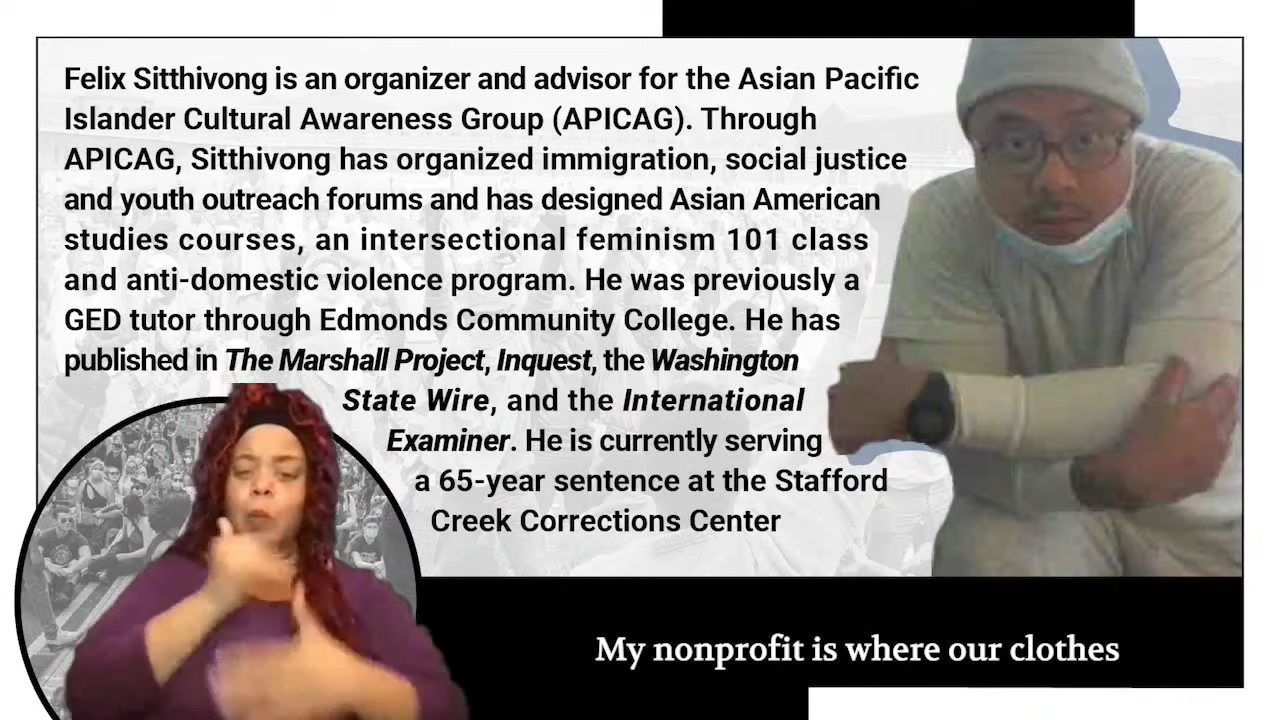 Felix Sitthivong is an organizer and advisor for the Asian Pacific
Islander Cultural Awareness Group (APICAG). Through
APICAG, Sitthivong has organized immigration, social justice
and youth outreach forums and has designed Asian American
studies courses, an intersectional feminism 101 class
and anti-domestic violence program. He was previously a
GED tutor through Edmonds Community College. He has
published in The Marshall Project, Inquest, the Washington
State Wire, and the International
Examiner. He is currently serving
a 65-year sentence at the Stafford
Creek Corrections Center
My nonprofit is where our clothes